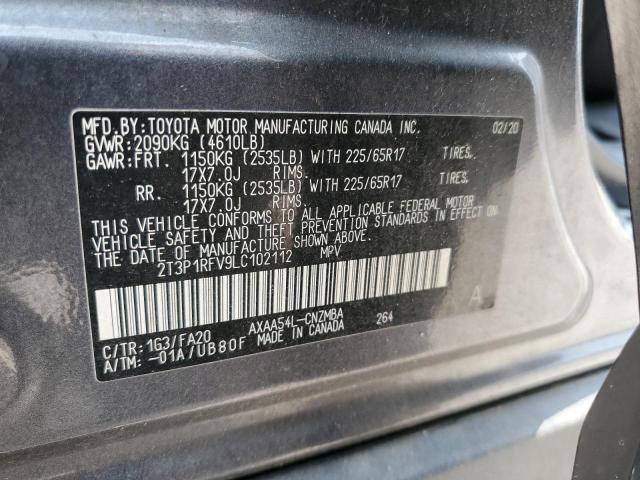 MFD.BY:TOYOTA MOTOR MANUFACTURING CANADA INC. 02/20
GVWR:2090KG (4610LB)
GAWR:FRT. 1150KG (2535LB) WITH 225/65R17 TIRES,
17X7.0J RIMS.
RR. 1150KG (2535LB) WITH 225/65R17 TIRES,
17X7.0J RIMS.
THIS VEHICLE CONFORMS TO ALL APPLICABLE FEDERAL MOTOR
VEHICLE SAFETY AND THEFT PREVENTION STANDARDS IN EFFECT ON
THE DATE OF MANUFACTURE SHOWN ABOVE.
2T3P1RFV9LC102112 MPV
A
C/TR: 1G3/FA20 AXAA54L-CNZMBA 264
A/TM: -01A/UB80F MADE IN CANADA